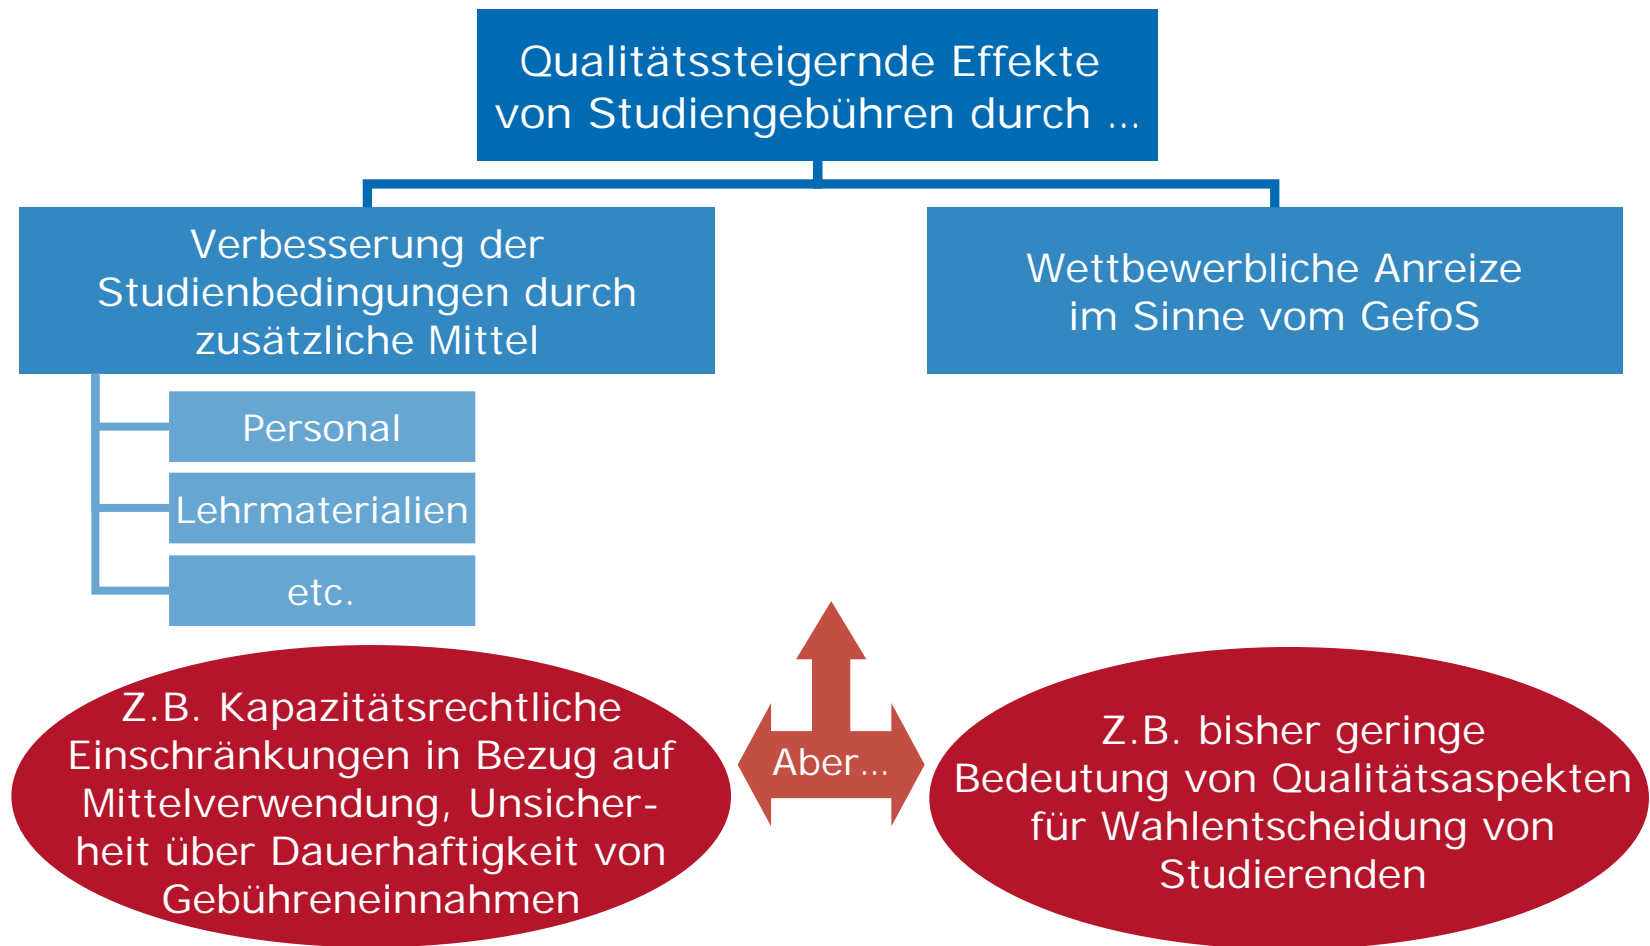 Qualitätssteigernde Effekte
von Studiengebühren durch ...
Verbesserung der
Studienbedingungen durch
zusätzliche Mittel
Wettbewerbliche Anreize
im Sinne vom GefoS
Personal
Lehrmaterialien
etc.
Z.B. Kapazitätsrechtliche
Einschränkungen in Bezug auf
Mittelverwendung, Unsicher-
heit über Dauerhaftigkeit von
Gebühreneinnahmen
Aber...
Z.B. bisher geringe
Bedeutung von Qualitätsaspekten
für Wahlentscheidung von
Studierenden